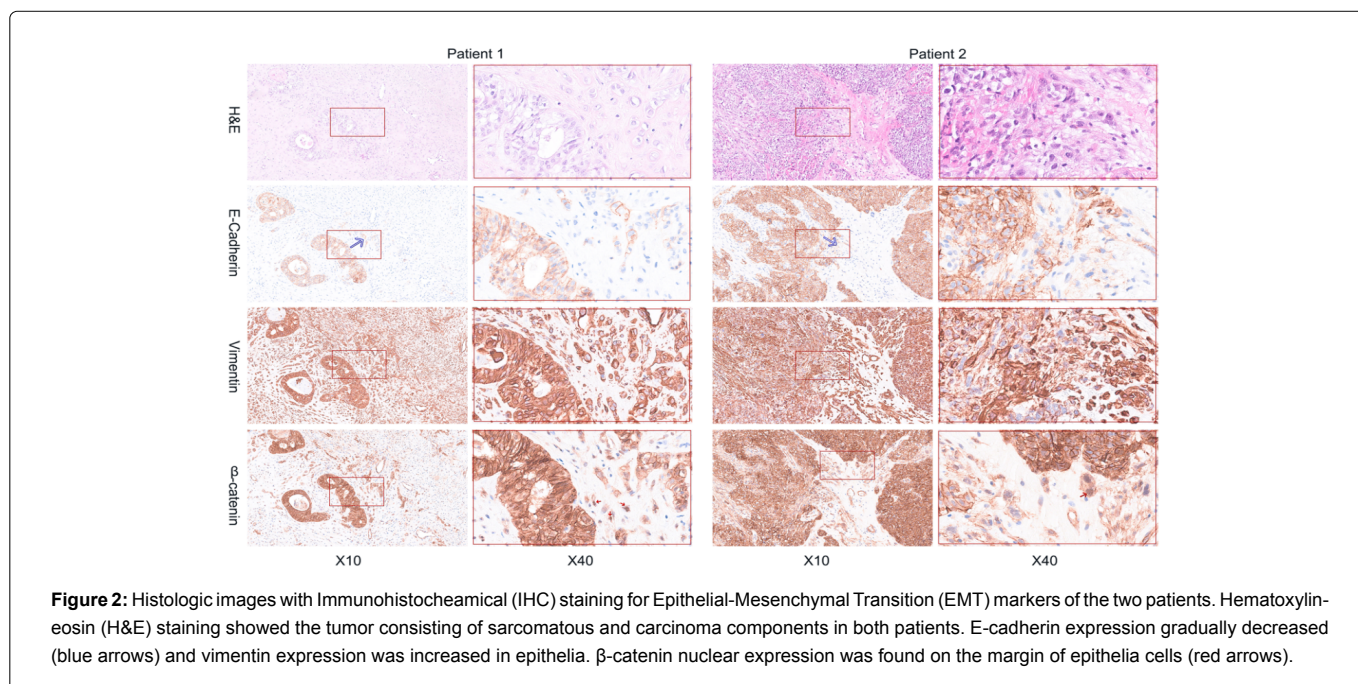 Patient 1
Patient 2
H&E
E-Cadherin
Vimentin
β-catenin
X10
X40
X10
X40
Figure 2: Histologic images with Immunohistocheamical (IHC) staining for Epithelial-Mesenchymal Transition (EMT) markers of the two patients. Hematoxylin-
eosin (H&E) staining showed the tumor consisting of sarcomatous and carcinoma components in both patients. E-cadherin expression gradually decreased
(blue arrows) and vimentin expression was increased in epithelia. β-catenin nuclear expression was found on the margin of epithelia cells (red arrows).